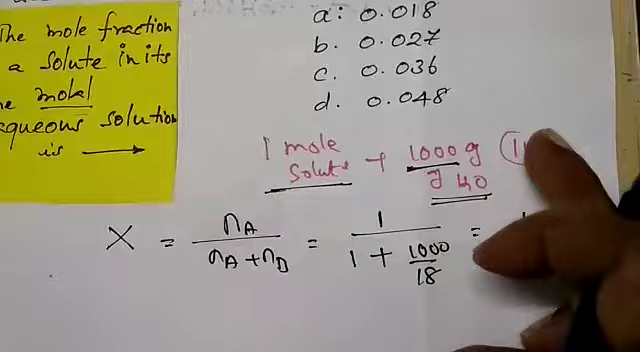 The mole fraction
a solute in its
molal
aqueous solution
is ⟶
a: 0.018
b. 0.027
c. 0.036
d. 0.048
1 mole solute + 1000 g
g H2O
X = nA / nA + nB = 1 / 1 + 1000/18 =